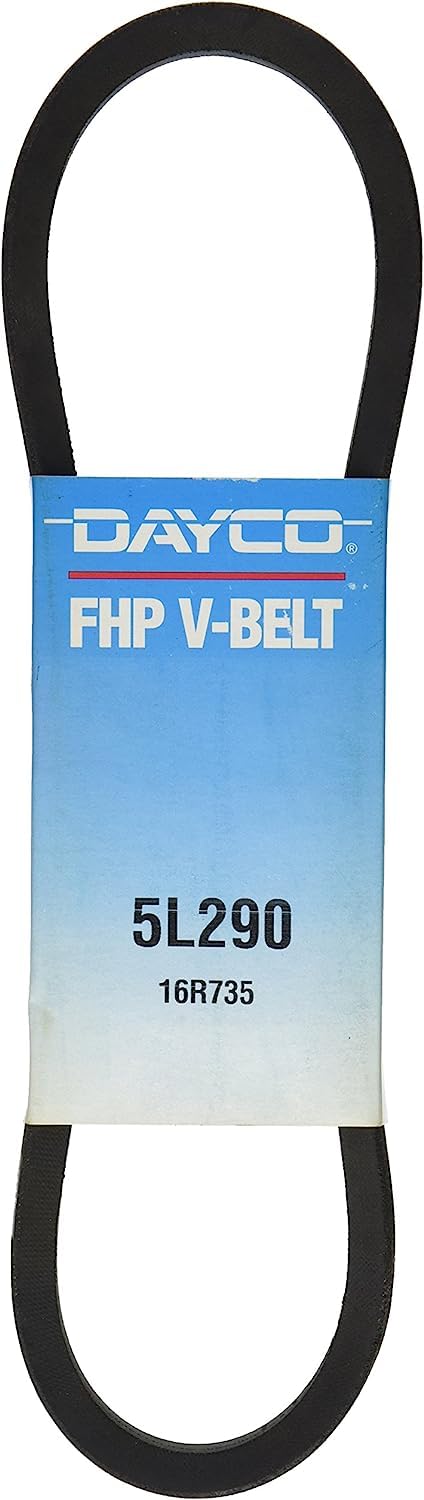 DAYCO®
FHP V-BELT
5L290
16R735